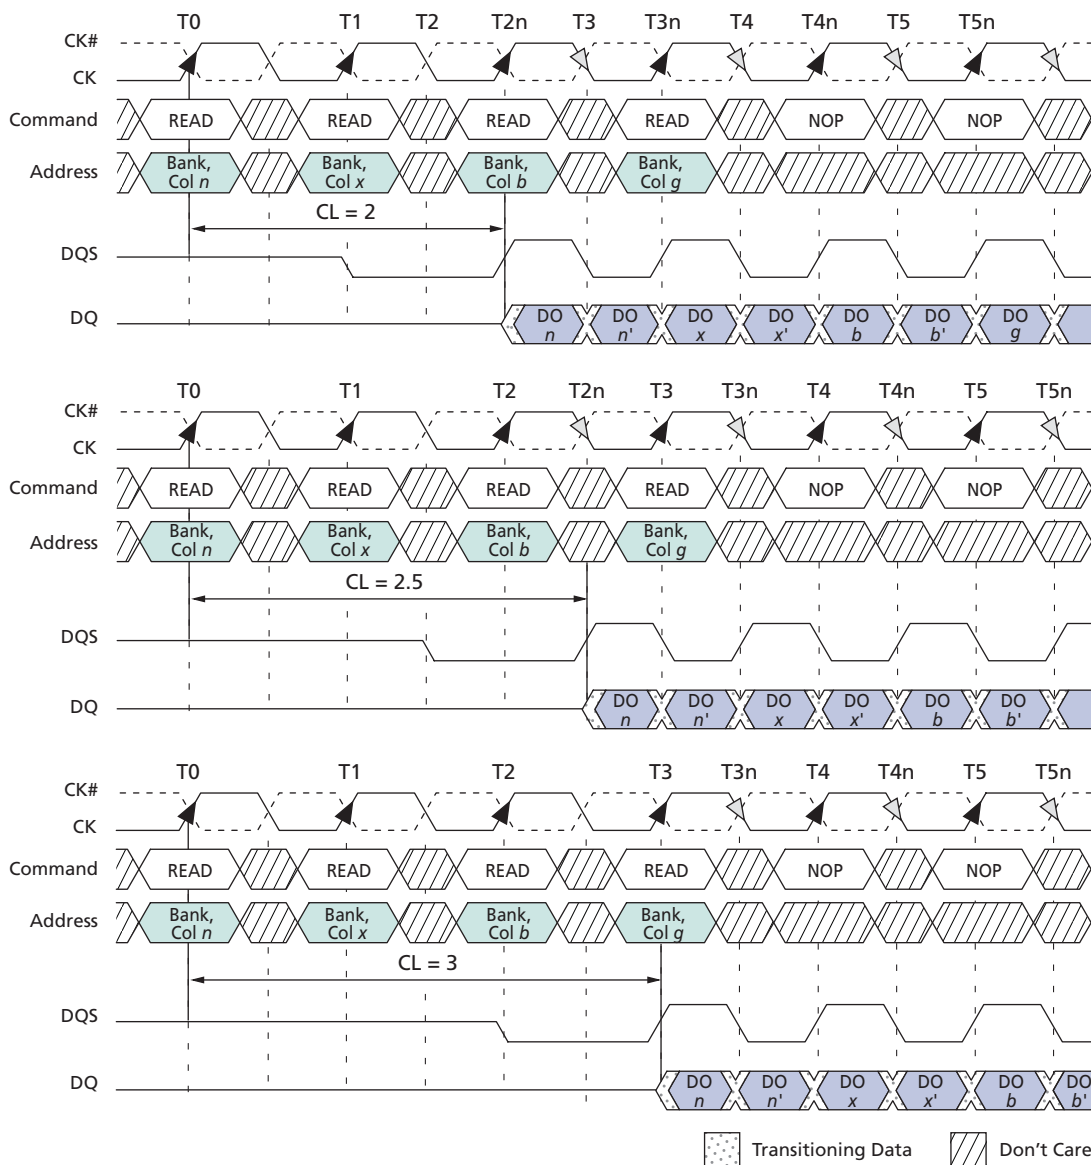 T0 T1 T2 T2n T3 T3n T4 T4n T5 T5n
CK#
CK
Command READ READ READ READ NOP NOP
Address Bank, Col n Bank, Col x Bank, Col b Bank, Col g
CL = 2
DQS
DQ DO n DO n' DO x DO x' DO b DO b' DO g
T0 T1 T2 T2n T3 T3n T4 T4n T5 T5n
CK#
CK
Command READ READ READ READ NOP NOP
Address Bank, Col n Bank, Col x Bank, Col b Bank, Col g
CL = 2.5
DQS
DQ DO n DO n' DO x DO x' DO b DO b'
T0 T1 T2 T3 T3n T4 T4n T5 T5n
CK#
CK
Command READ READ READ READ NOP NOP
Address Bank, Col n Bank, Col x Bank, Col b Bank, Col g
CL = 3
DQS
DQ DO n DO n' DO x DO x' DO b DO b'
Transitioning Data Don't Care